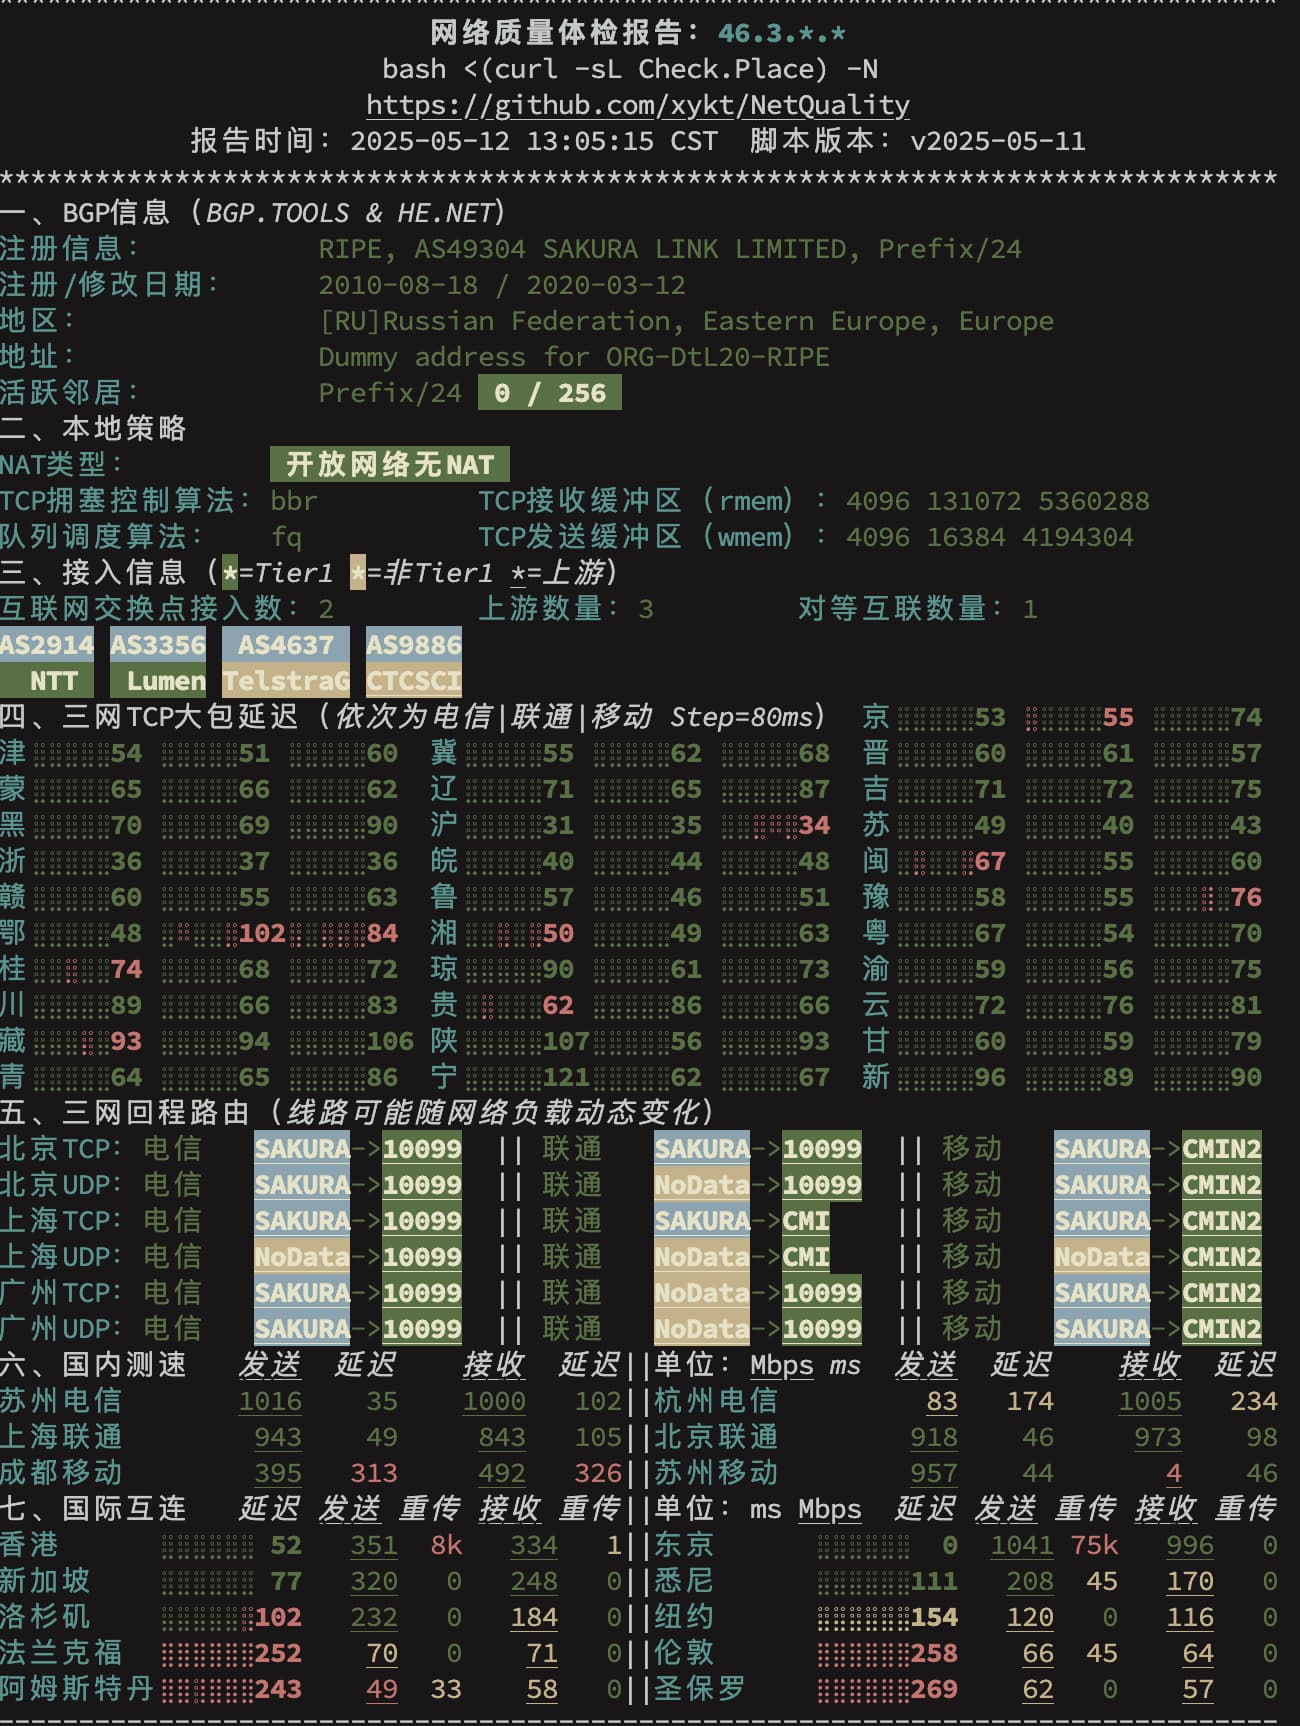 网络质量体检报告：46.3.*.*
bash <(curl -sL Check.Place) -N
https://github.com/xykt/NetQuality
报告时间：2025-05-12 13:05:15 CST 脚本版本：v2025-05-11
********************************************************************************
一、BGP信息（BGP.TOOLS & HE.NET）
注册信息： RIPE, AS49304 SAKURA LINK LIMITED, Prefix/24
注册/修改日期： 2010-08-18 / 2020-03-12
地区： [RU]Russian Federation, Eastern Europe, Europe
地址： Dummy address for ORG-DtL20-RIPE
活跃邻居： Prefix/24 0 / 256
二、本地策略
NAT类型： 开放网络无NAT
TCP拥塞控制算法：bbr TCP接收缓冲区（rmem）：4096 131072 5360288
队列调度算法： fq TCP发送缓冲区（wmem）：4096 16384 4194304
三、接入信息（*=Tier1 *=非Tier1 *=上游）
互联网交换点接入数：2 上游数量：3 对等互联数量：1
AS2914 AS3356 AS4637 AS9886
NTT Lumen TelstraG CTCSCI
四、三网TCP大包延迟（依次为电信|联通|移动 Step=80ms） 京 53 55 74
津 54 51 60 冀 55 62 68 晋 60 61 57
蒙 65 66 62 辽 71 65 87 吉 71 72 75
黑 70 69 90 沪 31 35 34 苏 49 40 43
浙 36 37 36 皖 40 44 48 闽 67 55 60
赣 60 55 63 鲁 57 46 51 豫 58 55 76
鄂 48 102 84 湘 50 49 63 粤 67 54 70
桂 74 68 72 琼 90 61 73 渝 59 56 75
川 89 66 83 贵 62 86 66 云 72 76 81
藏 93 94 106 陕 107 56 93 甘 60 59 79
青 64 65 86 宁 121 62 67 新 96 89 90
五、三网回程路由（线路可能随网络负载动态变化）
北京TCP：电信 SAKURA->10099 || 联通 SAKURA->10099 || 移动 SAKURA->CMIN2
北京UDP：电信 SAKURA->10099 || 联通 NoData->10099 || 移动 SAKURA->CMIN2
上海TCP：电信 SAKURA->10099 || 联通 SAKURA->CMI || 移动 SAKURA->CMIN2
上海UDP：电信 NoData->10099 || 联通 NoData->CMI || 移动 NoData->CMIN2
广州TCP：电信 SAKURA->10099 || 联通 NoData->10099 || 移动 SAKURA->CMIN2
广州UDP：电信 SAKURA->10099 || 联通 NoData->10099 || 移动 SAKURA->CMIN2
六、国内测速 发送 延迟 接收 延迟||单位：Mbps ms 发送 延迟 接收 延迟
苏州电信 1016 35 1000 102||杭州电信 83 174 1005 234
上海联通 943 49 843 105||北京联通 918 46 973 98
成都移动 395 313 492 326||苏州移动 957 44 4 46
七、国际互连 延迟 发送 重传 接收 重传||单位：ms Mbps 延迟 发送 重传 接收 重传
香港 52 351 8k 334 1||东京 0 1041 75k 996 0
新加坡 77 320 0 248 0||悉尼 111 208 45 170 0
洛杉矶 102 232 0 184 0||纽约 154 120 0 116 0
法兰克福 252 70 0 71 0||伦敦 258 66 45 64 0
阿姆斯特丹 243 49 33 58 0||圣保罗 269 62 0 57 0